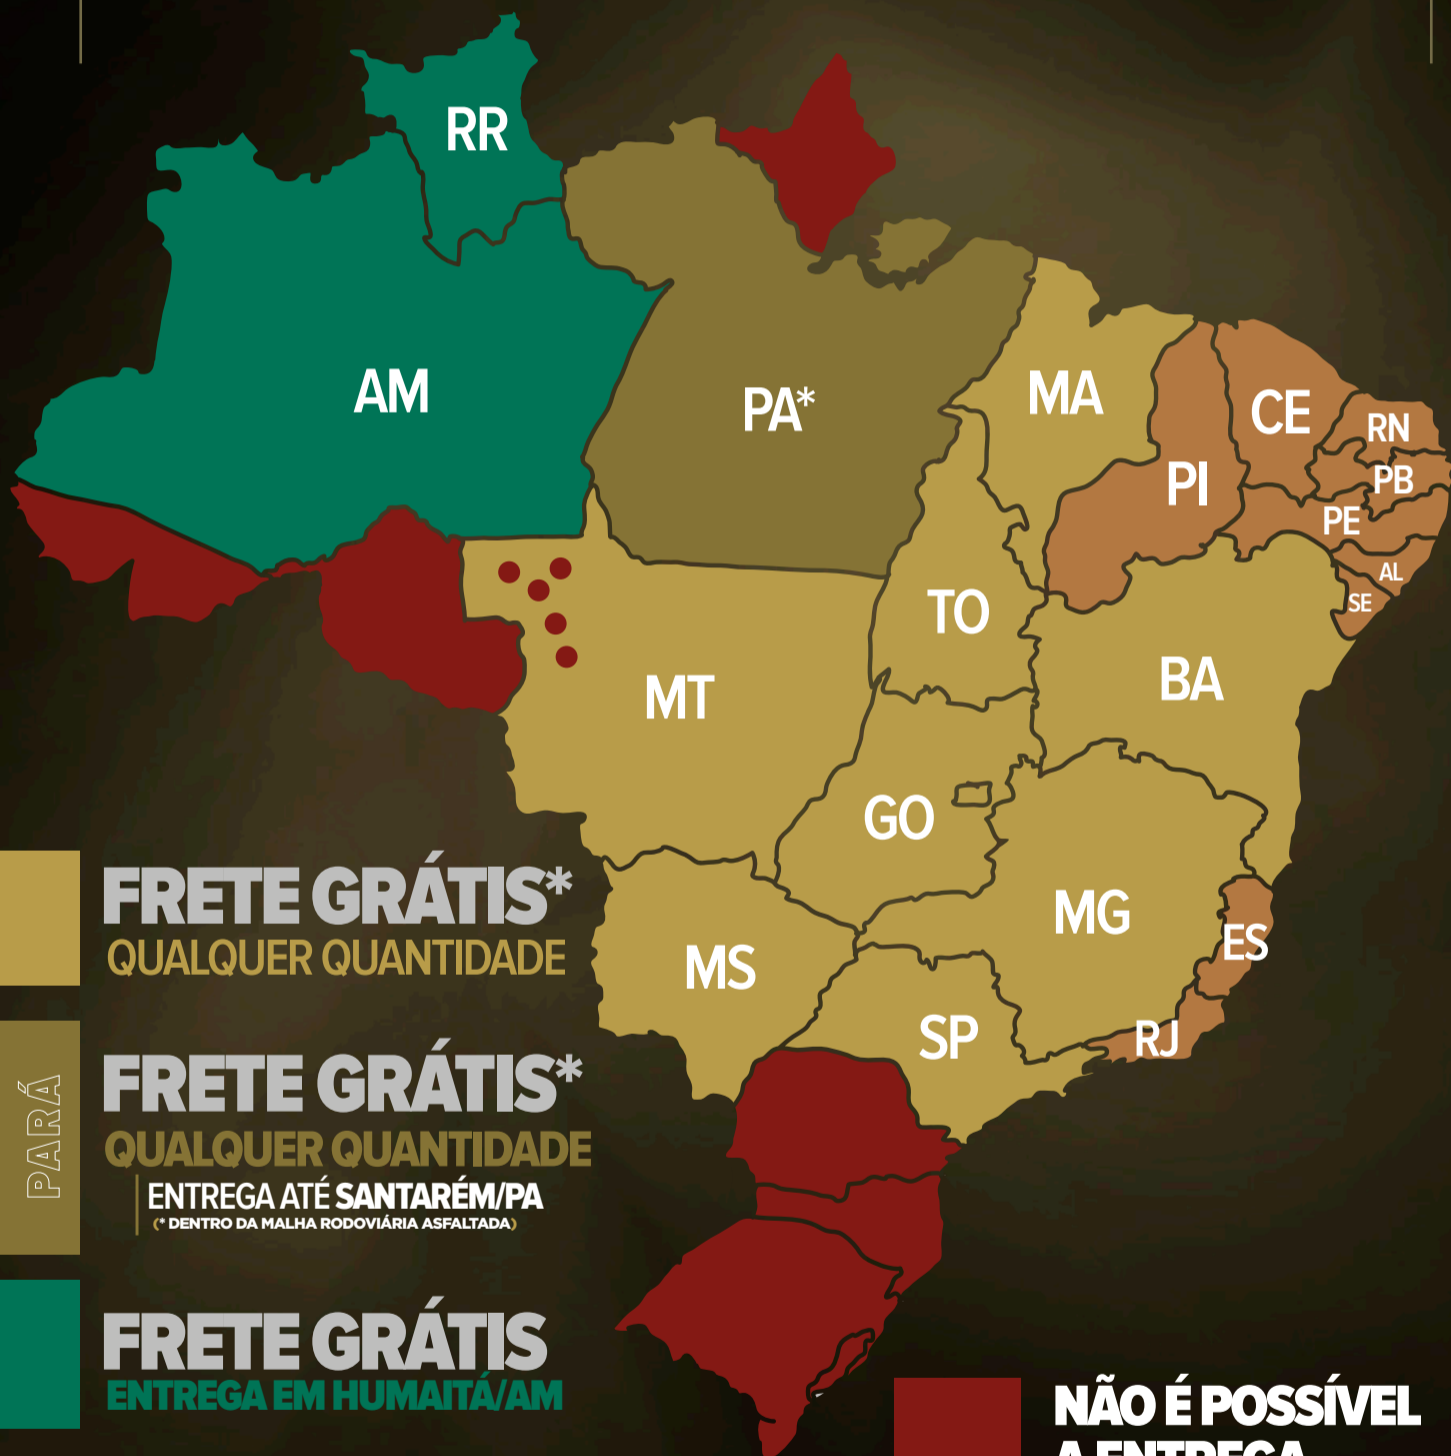 RR
AM
PA*
MA
CE
RN
PI
PB
PE
AL
SE
TO
BA
MT
GO
MG
ES
MS
SP
RJ
FRETE GRÁTIS*
QUALQUER QUANTIDADE
PARÁ
FRETE GRÁTIS*
QUALQUER QUANTIDADE
ENTREGA ATÉ SANTARÉM/PA
(* DENTRO DA MALHA RODOVIÁRIA ASFALTADA)
FRETE GRÁTIS
ENTREGA EM HUMAITÁ/AM
NÃO É POSSÍVEL
A ENTREGA